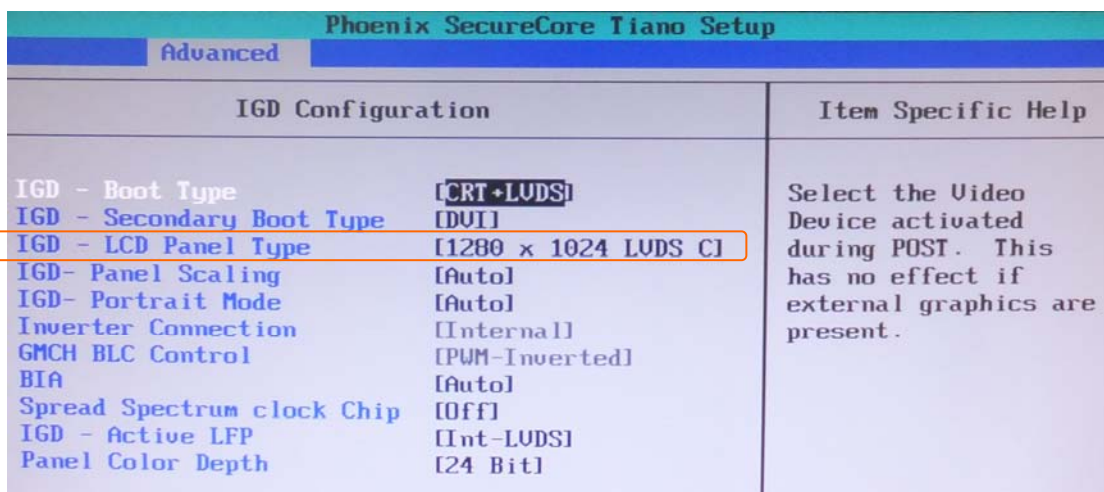 Phoenix SecureCore Tiano Setup
Advanced
IGD Configuration
Item Specific Help
IGD - Boot Type [CRT+LVDS]
IGD - Secondary Boot Type [DVI]
IGD - LCD Panel Type [1280 x 1024 LVDS C]
IGD- Panel Scaling [Auto]
IGD- Portrait Mode [Auto]
Inverter Connection [Internal]
GMCH BLC Control [PWM-Inverted]
BIA [Auto]
Spread Spectrum clock Chip [Off]
IGD - Active LFP [Int-LVDS]
Panel Color Depth [24 Bit]
Select the Video
Device activated
during POST. This
has no effect if
external graphics are
present.